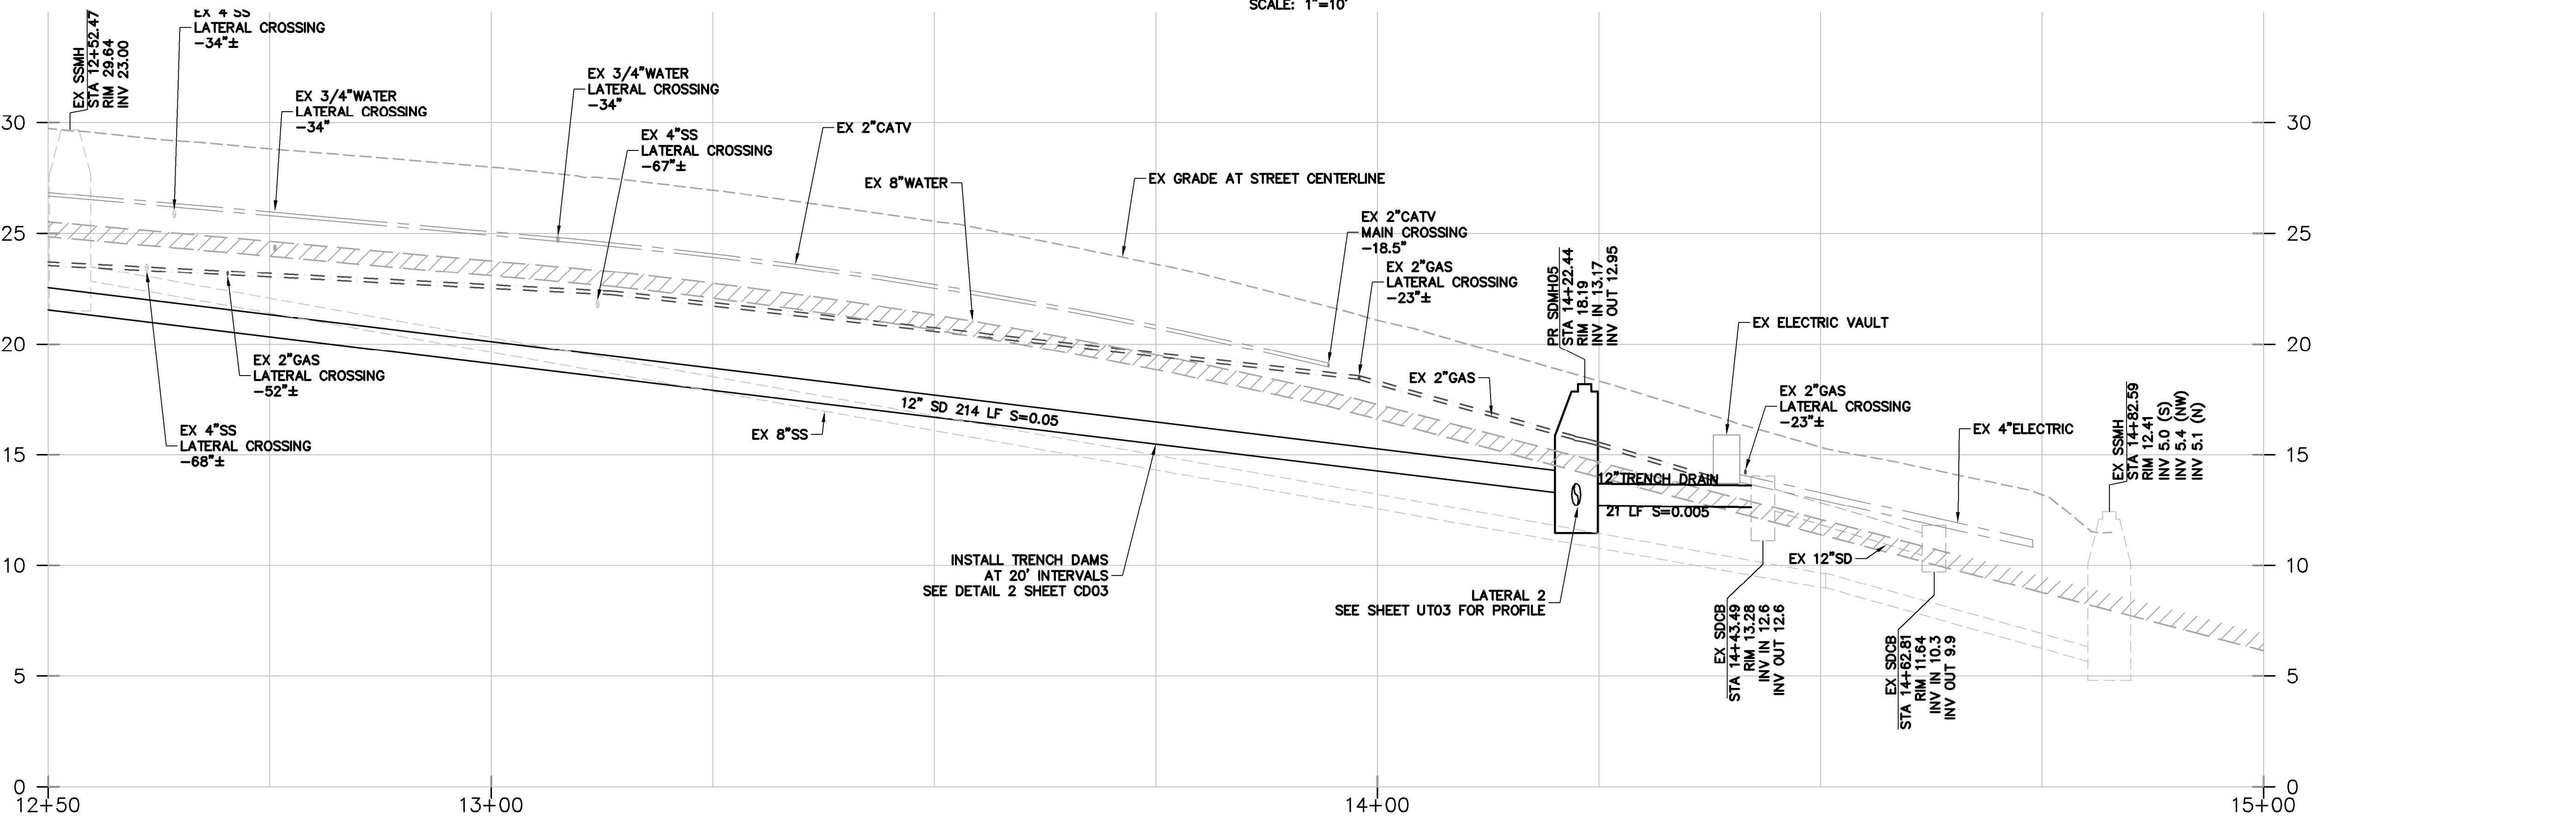 SCALE: 1"=10'
EX SSMH
STA 12+52.47
RIM 29.64
INV 23.00
EX 4"SS
LATERAL CROSSING
-34"±
EX 3/4"WATER
LATERAL CROSSING
-34"
EX 3/4"WATER
LATERAL CROSSING
-34"
EX 4"SS
LATERAL CROSSING
-67"±
EX 2"CATV
EX 8"WATER
EX GRADE AT STREET CENTERLINE
EX 2"CATV
MAIN CROSSING
-18.5"
EX 2"GAS
LATERAL CROSSING
-23"±
PR SDMH05
STA 14+22.44
RIM 18.19
INV IN 13.17
INV OUT 12.95
EX ELECTRIC VAULT
EX 2"GAS
EX 2"GAS
LATERAL CROSSING
-23"±
EX 4"ELECTRIC
EX SSMH
STA 14+82.59
RIM 12.41
INV 5.0 (S)
INV 5.4 (NW)
INV 5.1 (N)
EX 2"GAS
LATERAL CROSSING
-52"±
EX 4"SS
LATERAL CROSSING
-68"±
EX 8"SS
12" SD 214 LF S=0.05
12"TRENCH DRAIN
21 LF S=0.005
INSTALL TRENCH DAMS
AT 20' INTERVALS
SEE DETAIL 2 SHEET CD03
LATERAL 2
SEE SHEET UT03 FOR PROFILE
EX 12"SD
EX SDCB
STA 14+43.49
RIM 13.28
INV IN 12.6
INV OUT 12.6
EX SDCB
STA 14+62.81
RIM 11.64
INV IN 10.3
INV OUT 9.9
30
25
20
15
10
5
0
30
25
20
15
10
5
0
12+50
13+00
14+00
15+00